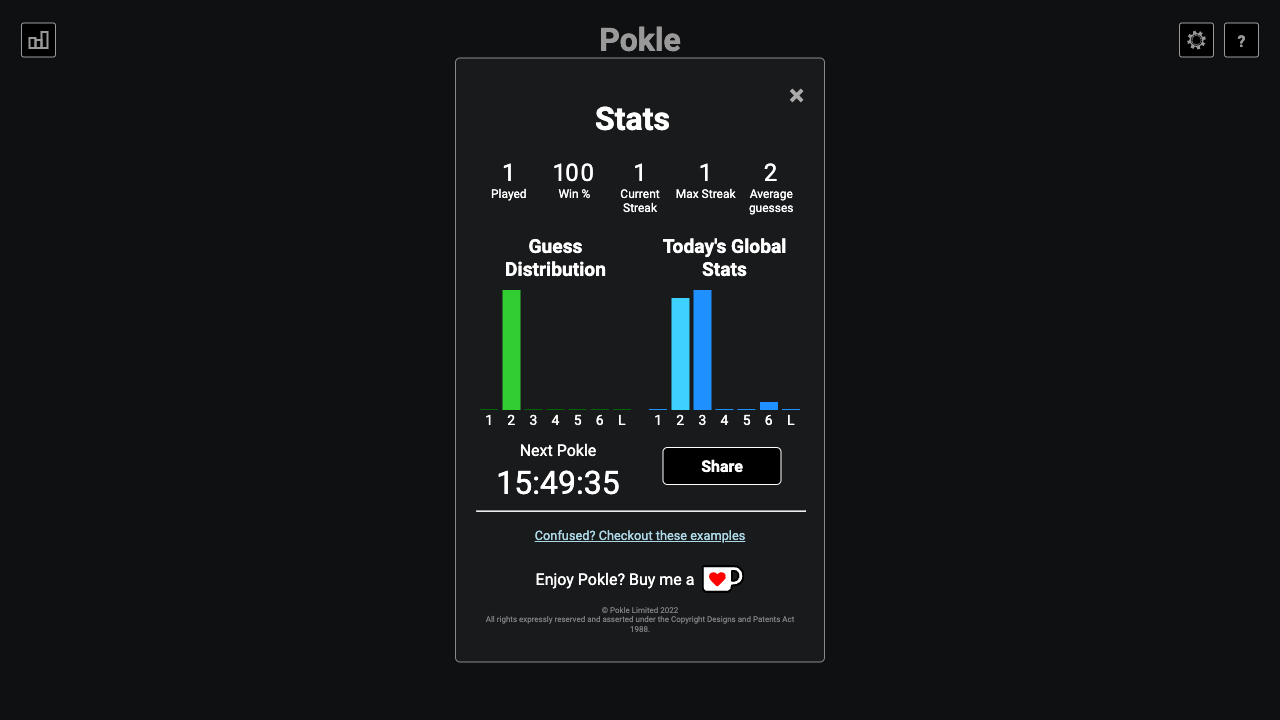 Pokle
?
Stats
1 100 1 1 2
Played Win % Current Streak Max Streak Average guesses
Guess Distribution
Today's Global Stats
1 2 3 4 5 6 L
1 2 3 4 5 6 L
Next Pokle
15:49:35
Share
Confused? Checkout these examples
Enjoy Pokle? Buy me a
© Pokle Limited 2022
All rights expressly reserved and asserted under the Copyright Designs and Patents Act
1988.